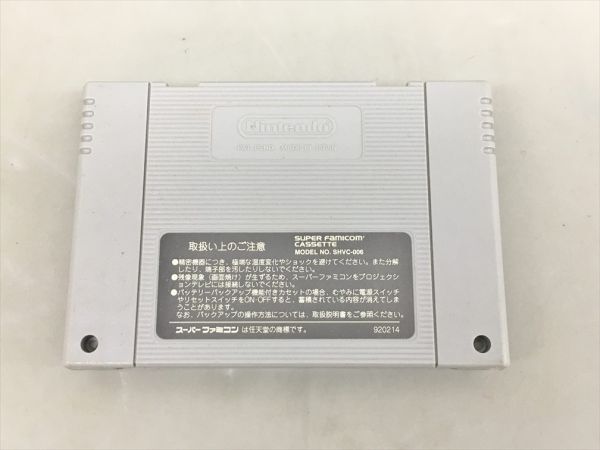 Nintendo
PAT. PEND. MADE IN JAPAN
取扱い上のご注意
SUPER FAMICOM
CASSETTE
MODEL NO. SHVC-006
●精密機器につき、極端な温度変化やショックを避けてください。また分解
したり、端子部を汚したりしないでください。
●残像現象（画面焼け）が生ずるため、スーパーファミコンをプロジェクシ
ョンテレビには接続しないでください。
●バッテリーバックアップ機能付きカセットの場合、むやみに電源スイッチ
やリセットスイッチをON・OFFすると、蓄積されている内容が消えてしま
うことがあります。
なお、バックアップの操作方法については、取扱説明書をご参照ください。
スーパーファミコンは任天堂の商標です。
920214